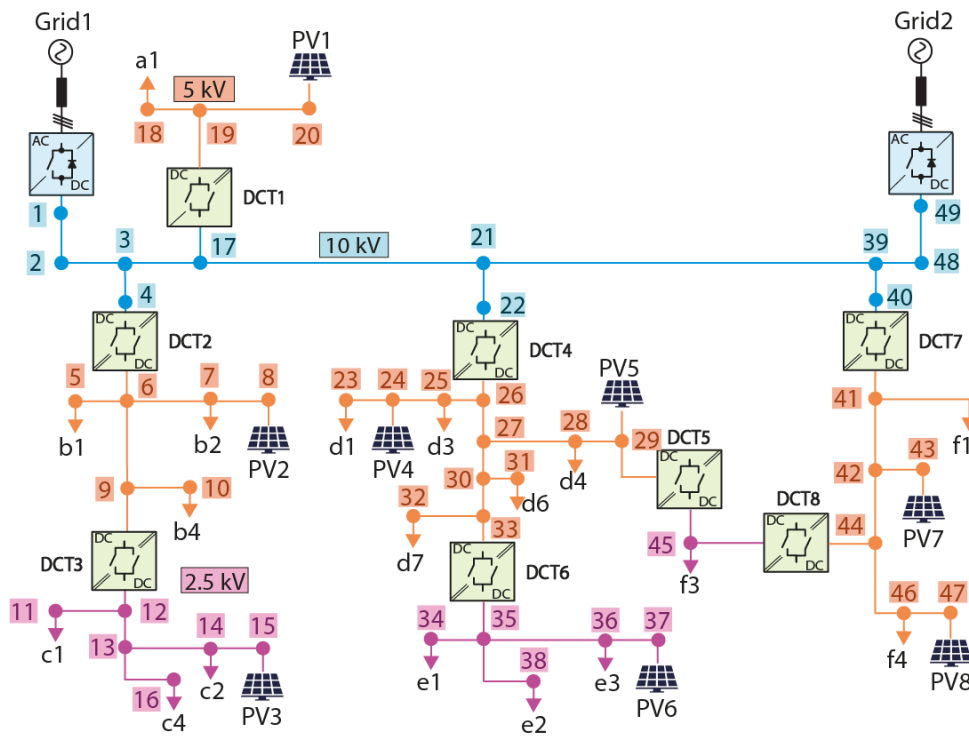 Grid1
Grid2
PV1
a1
5 kV
18
19
20
AC
DC
AC
DC
DC
DC
DCT1
1
49
2
3
17
10 kV
21
39
48
4
22
40
DC
DC
DCT2
DC
DC
DCT4
DC
DC
DCT7
5
6
7
8
23
24
25
26
PV5
41
b1
b2
PV2
d1
PV4
d3
27
28
29
DCT5
f1
d4
DC
DC
9
10
b4
30
31
d6
32
33
d7
42
43
PV7
DCT8
DC
DC
44
DCT3
DC
DC
2.5 kV
DC
DC
DCT6
45
f3
11
12
13
14
15
c1
c2
PV3
16
c4
34
35
36
37
e1
38
e2
e3
PV6
46
47
f4
PV8